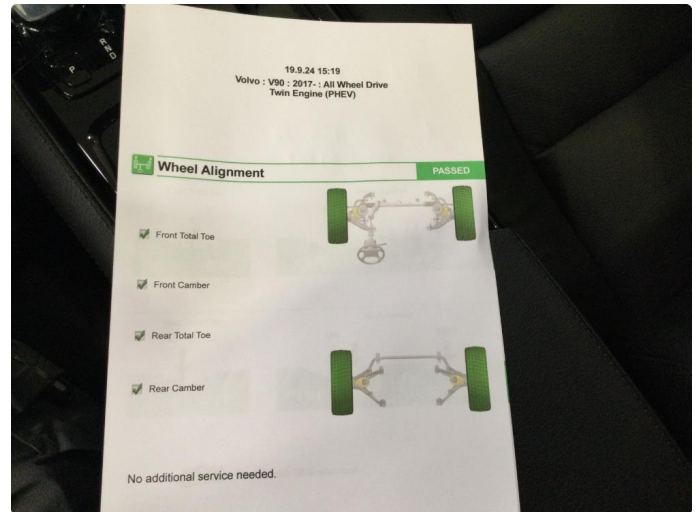 19.9.24 15:19
Volvo : V90 : 2017- : All Wheel Drive
Twin Engine (PHEV)
Wheel Alignment
PASSED
Front Total Toe
Front Camber
Rear Total Toe
Rear Camber
No additional service needed.
R
N
D
P